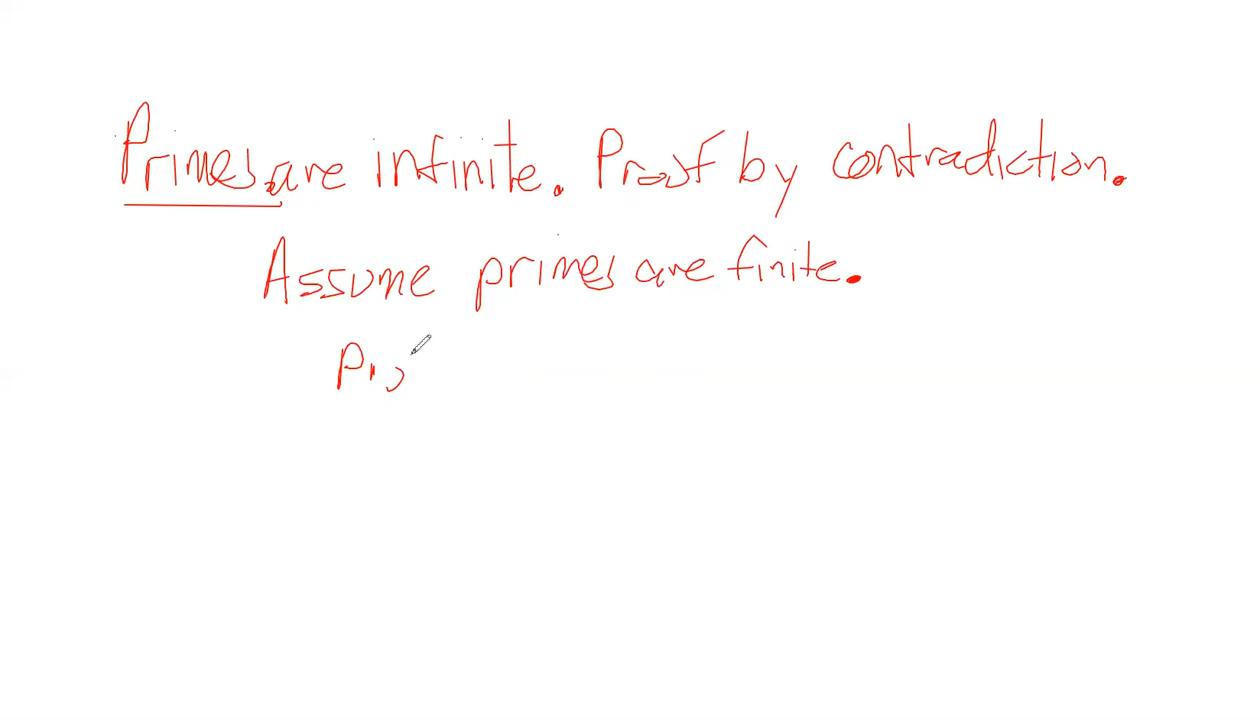 Primes are infinite. Proof by contradiction.
Assume primes are finite.
P1,